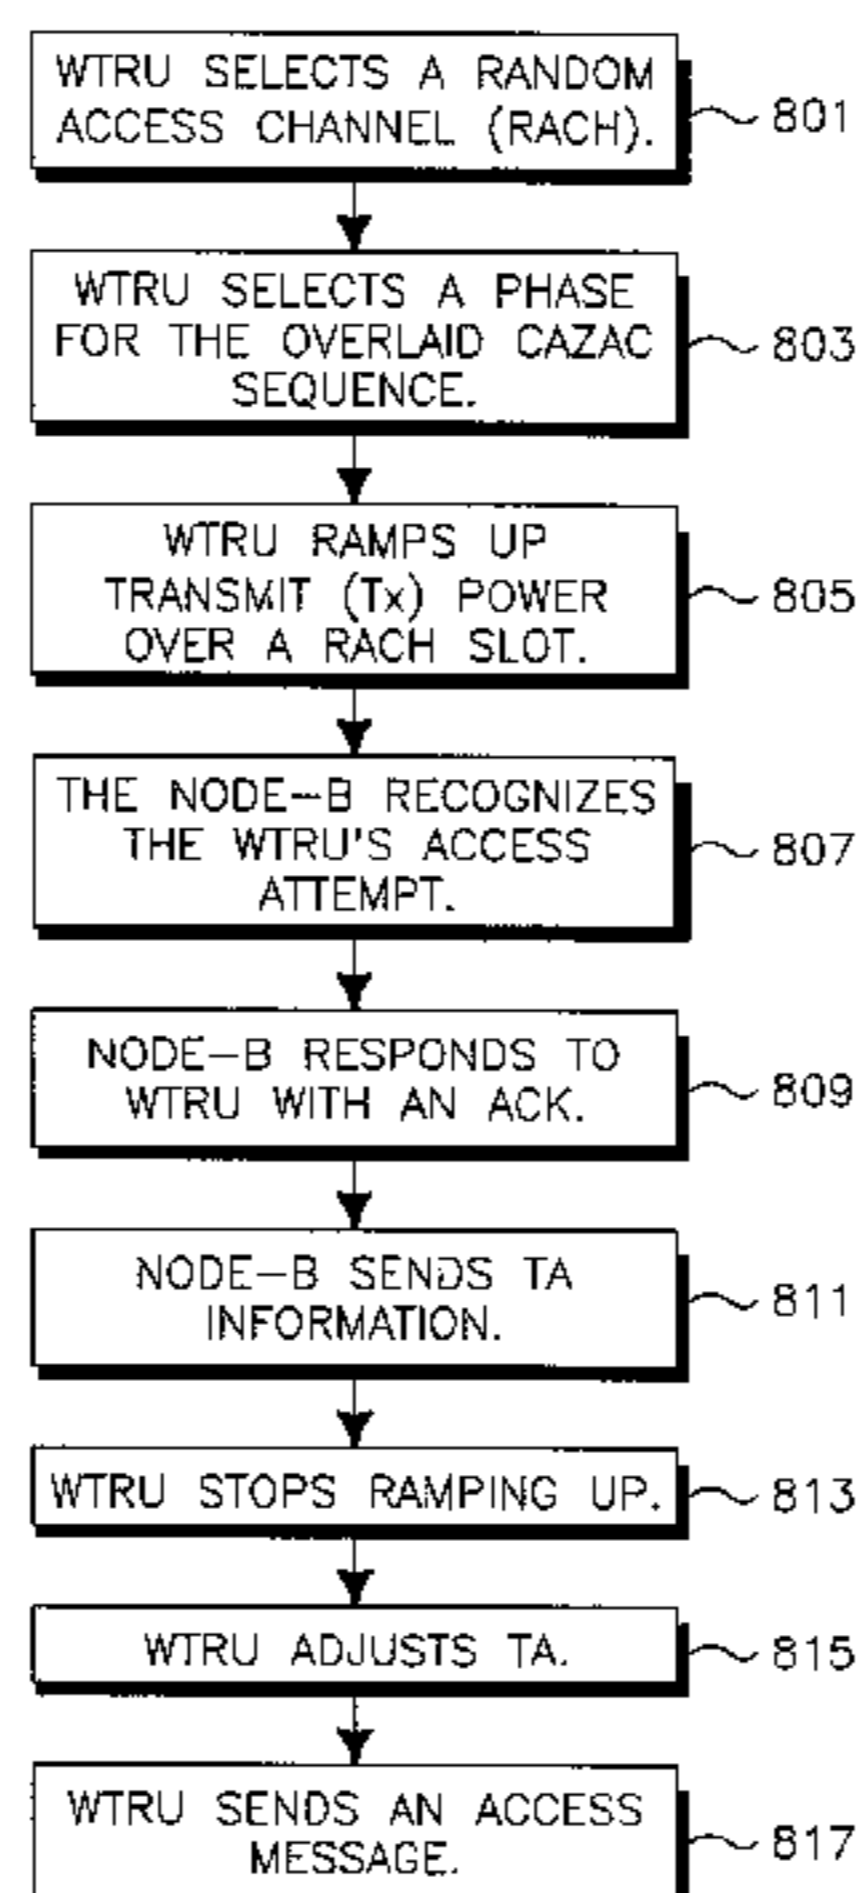 WTRU SELECTS A RANDOM
ACCESS CHANNEL (RACH).
801
WTRU SELECTS A PHASE
FOR THE OVERLAID CAZAC
SEQUENCE.
803
WTRU RAMPS UP
TRANSMIT (Tx) POWER
OVER A RACH SLOT.
805
THE NODE-B RECOGNIZES
THE WTRU'S ACCESS
ATTEMPT.
807
NODE-B RESPONDS TO
WTRU WITH AN ACK.
809
NODE-B SENDS TA
INFORMATION.
811
WTRU STOPS RAMPING UP.
813
WTRU ADJUSTS TA.
815
WTRU SENDS AN ACCESS
MESSAGE.
817